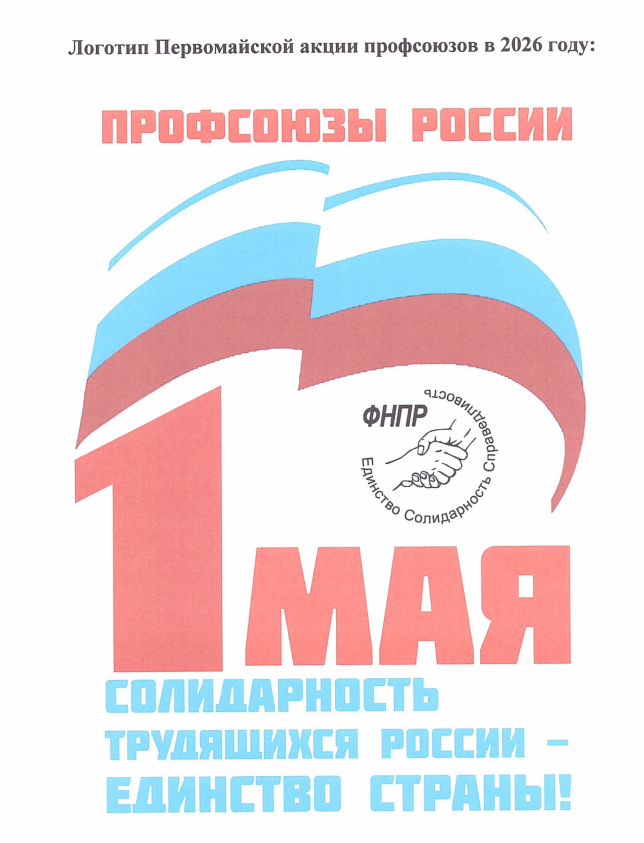 Логотип Первомайской акции профсоюзов в 2026 году:
ПРОФСОЮЗЫ РОССИИ
ФНПР
Единство Солидарность Справедливость
1 МАЯ
СОЛИДАРНОСТЬ
ТРУДЯЩИХСЯ РОССИИ –
ЕДИНСТВО СТРАНЫ!